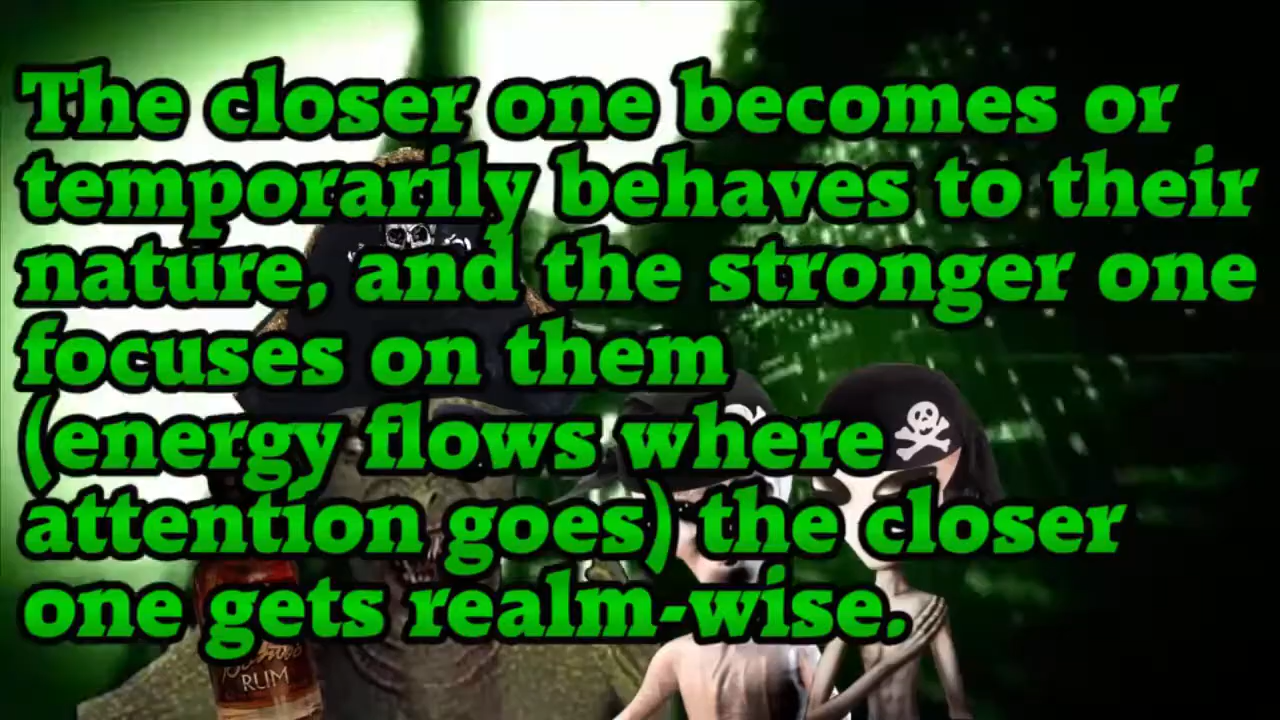 The closer one becomes or
temporarily behaves to their
nature, and the stronger one
focuses on them
(energy flows where
attention goes) the closer
one gets realm-wise.
RUM